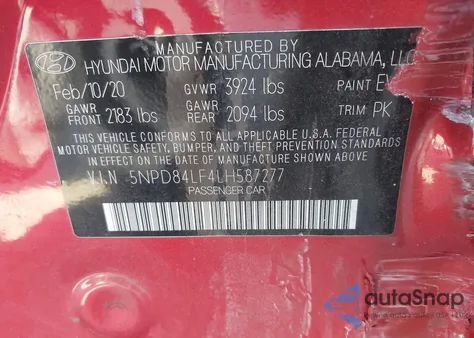 MANUFACTURED BY
HYUNDAI MOTOR MANUFACTURING ALABAMA, LLC
Feb/10/20 GVWR 3924 lbs PAINT
GAWR FRONT 2183 lbs GAWR REAR 2094 lbs TRIM PK
THIS VEHICLE CONFORMS TO ALL APPLICABLE U.S.A. FEDERAL
MOTOR VEHICLE SAFETY, BUMPER, AND THEFT PREVENTION STANDARDS
IN EFFECT ON THE DATE OF MANUFACTURE SHOWN ABOVE.
V.I.N 5NPD84LF4LH587277
PASSENGER CAR
autoSnap